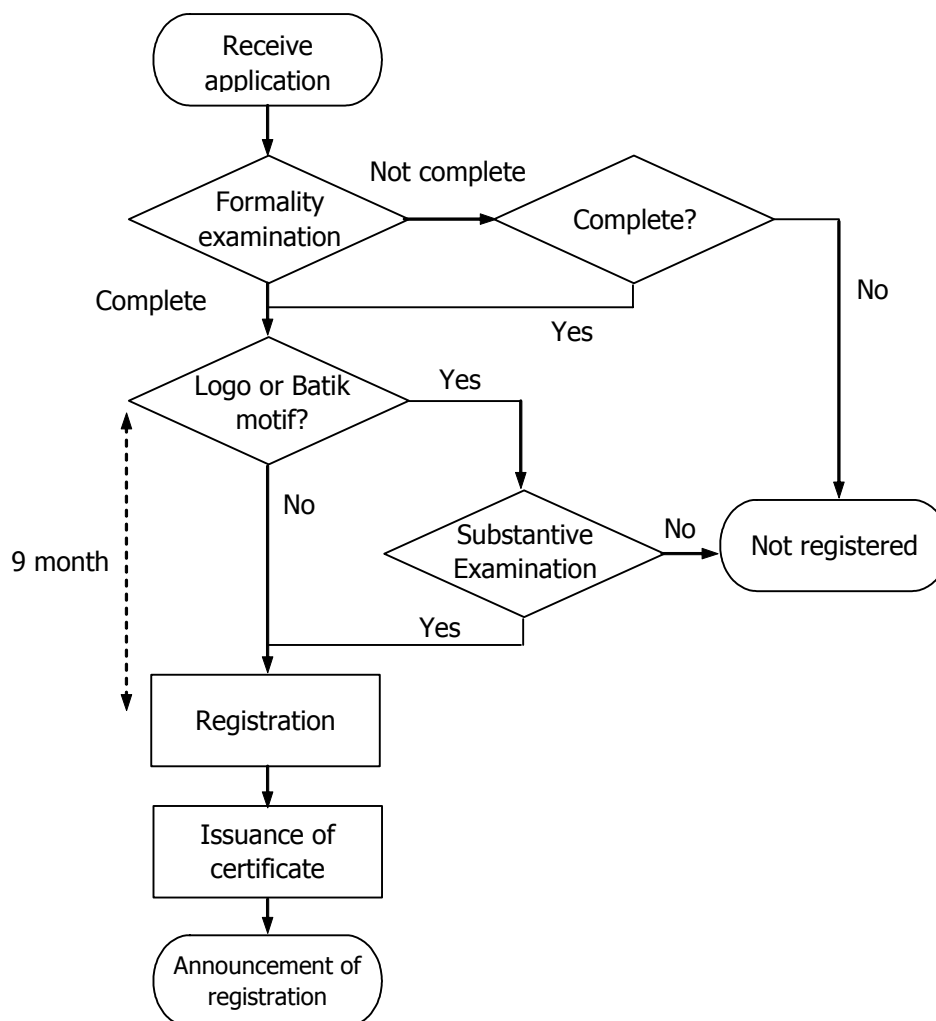 Receive
application
Not complete
Formality
examination
Complete?
Complete
No
Yes
Logo or Batik
motif?
Yes
No
Substantive
Examination
No
Not registered
9 month
Yes
Registration
Issuance of
certificate
Announcement of
registration